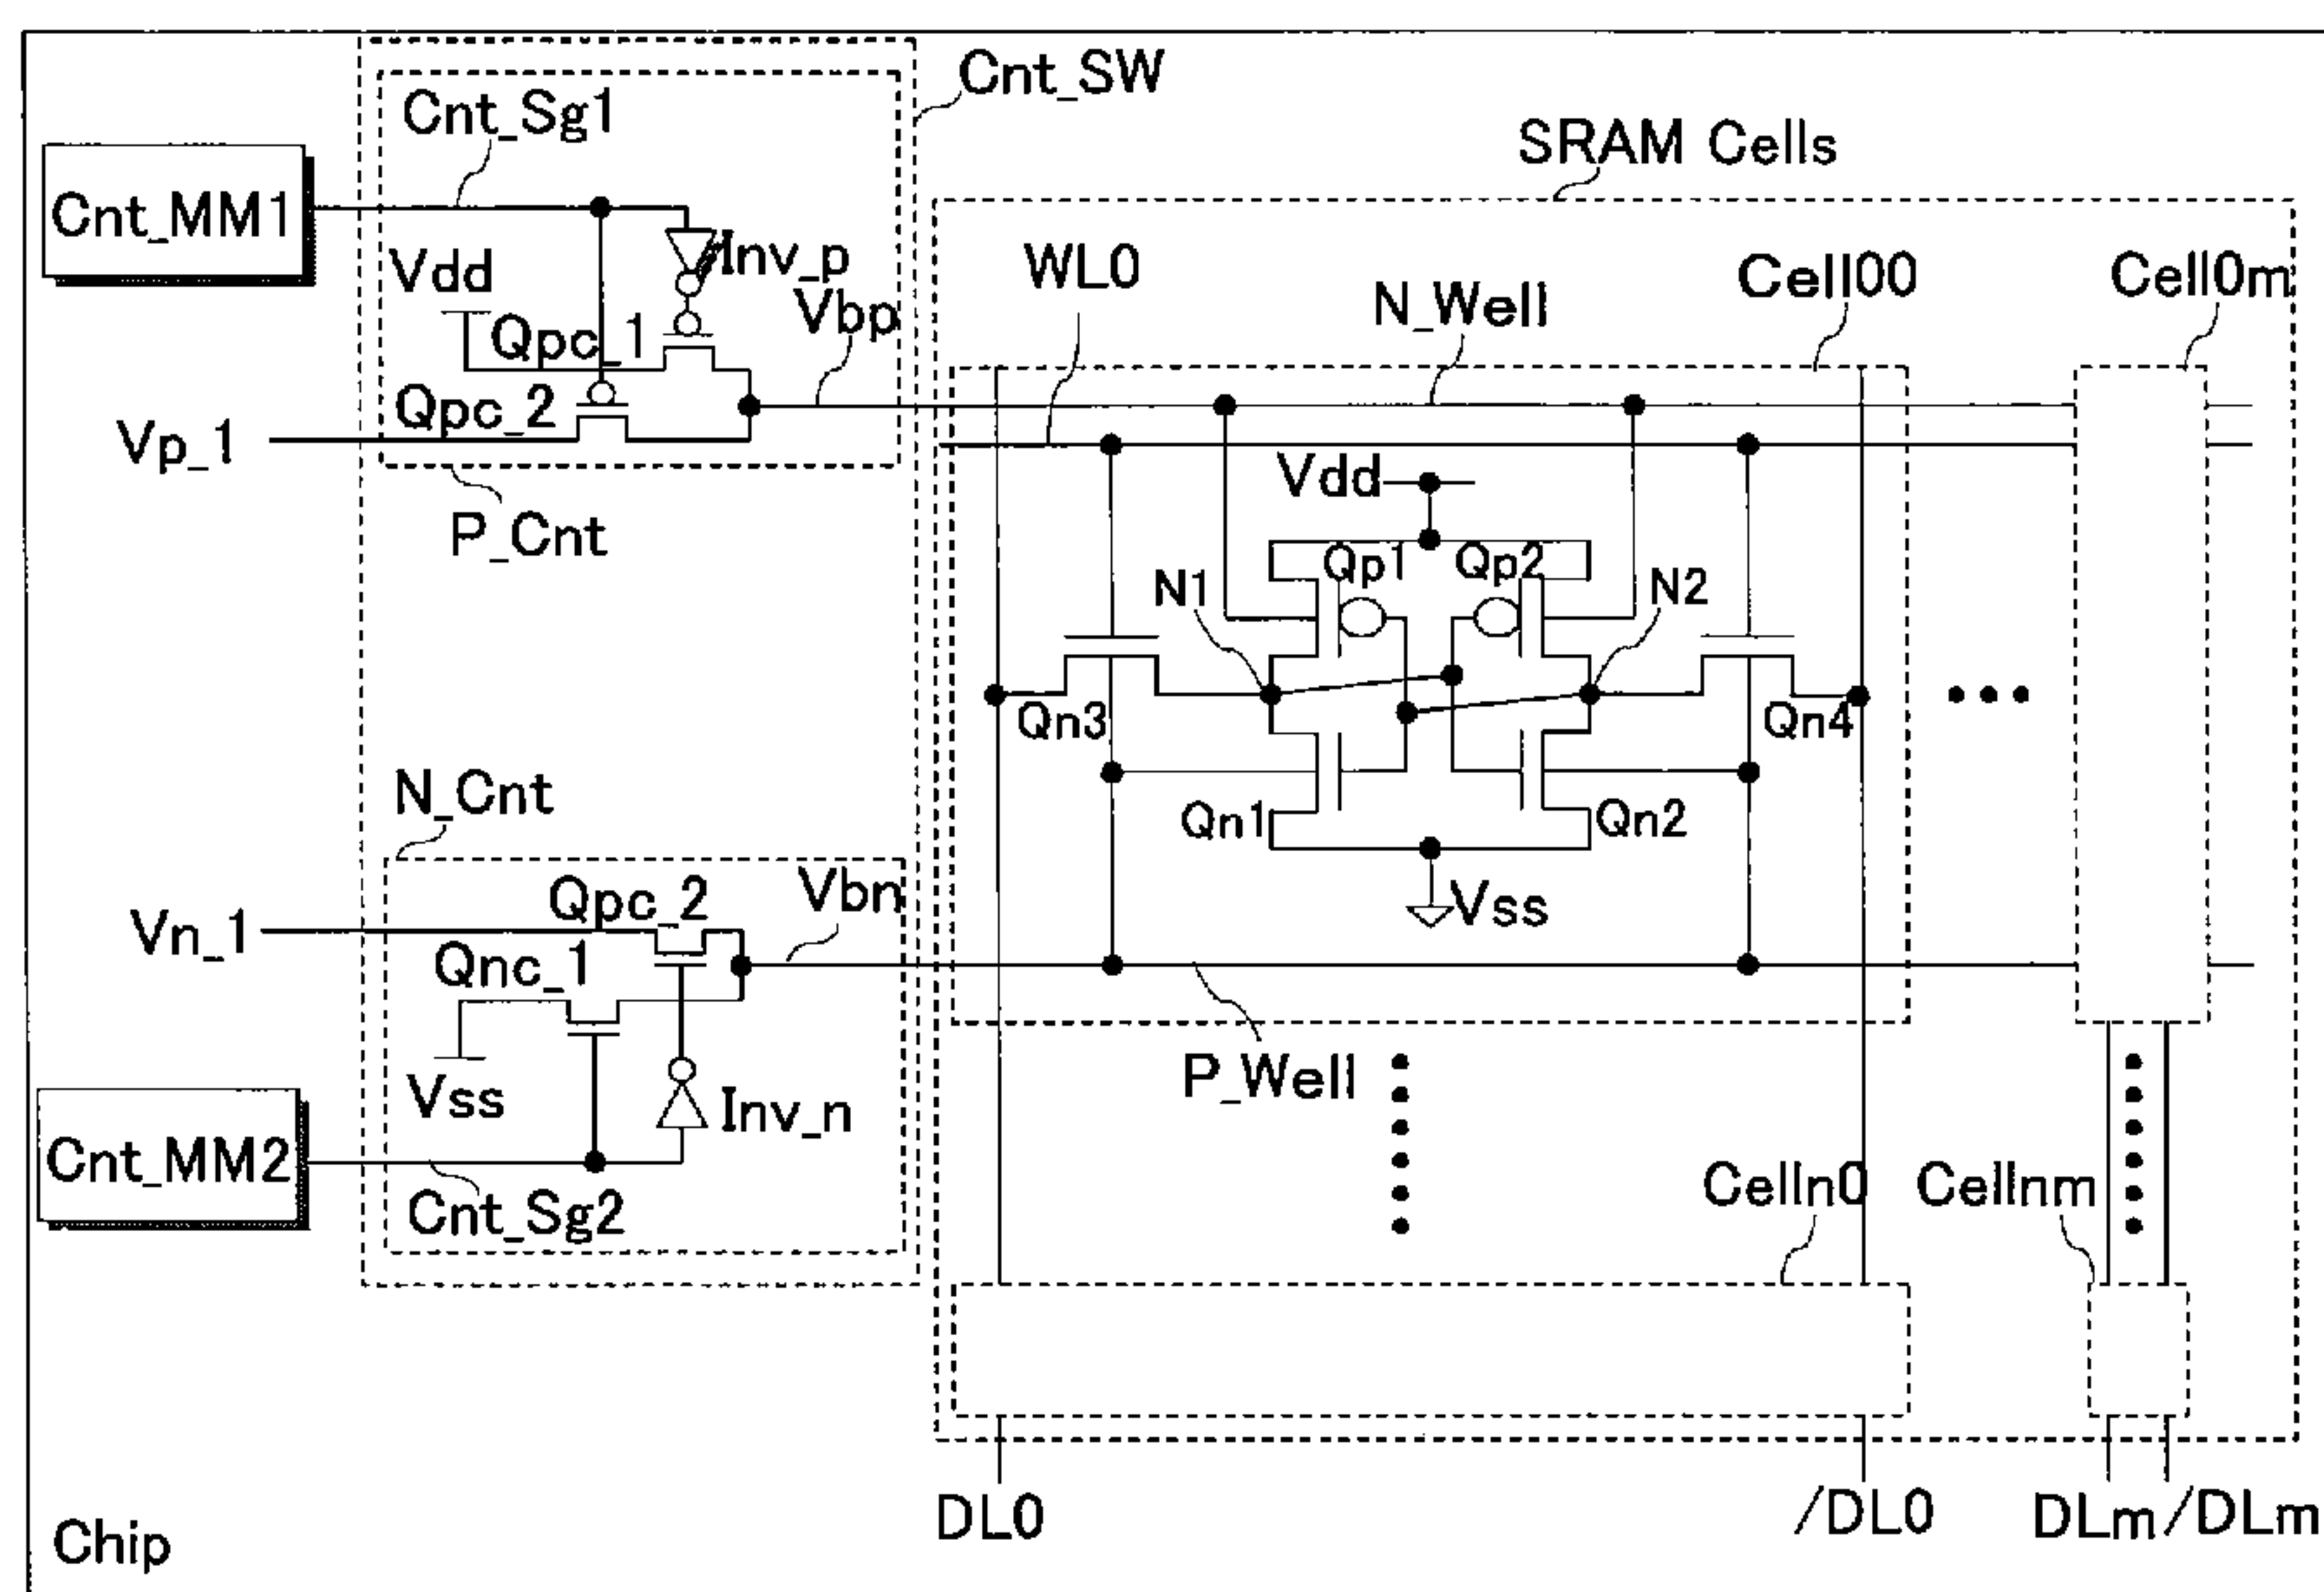 Cnt_SW
Cnt_Sg1
SRAM Cells
Cnt_MM1
Inv_p
Vdd
WL0
N_Well
Cell00
Cell0m
Vbp
Qpc_1
Qpc_2
Vp_1
Vdd
P_Cnt
Qp1
Qp2
N1
N2
Qn3
Qn4
N_Cnt
Qn1
Qn2
Qpc_2
Vbn
Vn_1
Vss
Qnc_1
Vss
P_Well
Inv_n
Cnt_MM2
Cnt_Sg2
Celln0
Cellnm
DL0
/DL0
DLm
/DLm
Chip